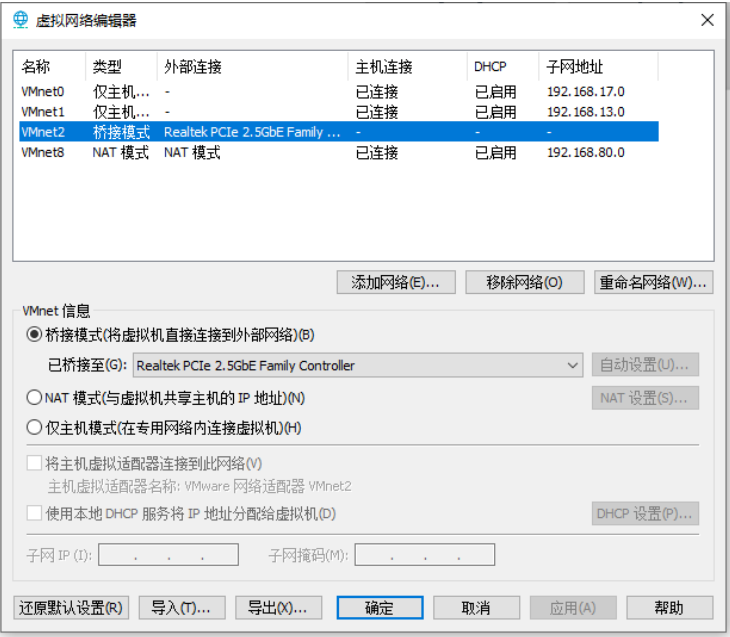 虚拟网络编辑器
名称 类型 外部连接 主机连接 DHCP 子网地址
VMnet0 仅主机... - 已连接 已启用 192.168.17.0
VMnet1 仅主机... - 已连接 已启用 192.168.13.0
VMnet2 桥接模式 Realtek PCIe 2.5GbE Family ... - - -
VMnet8 NAT 模式 NAT 模式 已连接 已启用 192.168.80.0
添加网络(E)... 移除网络(O) 重命名网络(W)...
VMnet 信息
桥接模式(将虚拟机直接连接到外部网络)(B)
已桥接至(G): Realtek PCIe 2.5GbE Family Controller 自动设置(U)...
NAT 模式(与虚拟机共享主机的 IP 地址)(N) NAT 设置(S)...
仅主机模式(在专用网络内连接虚拟机)(H)
将主机虚拟适配器连接到此网络(V)
主机虚拟适配器名称: VMware 网络适配器 VMnet2
使用本地 DHCP 服务将 IP 地址分配给虚拟机(D) DHCP 设置(P)...
子网 IP (I): . . . 子网掩码(M): . . .
还原默认设置(R) 导入(T)... 导出(X)... 确定 取消 应用(A) 帮助